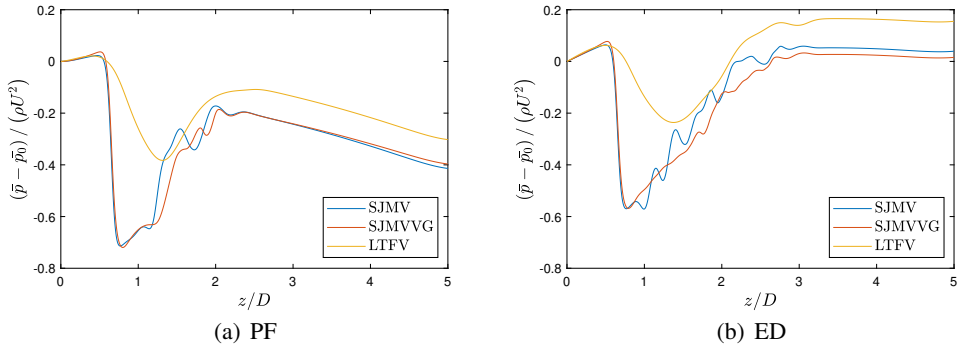 0.2
0
-0.2
-0.4
-0.6
-0.8
(p̄ − p̄₀) / (ρU²)
0 1 2 3 4 5
z/D
SJMV
SJMVVG
LTFV
(a) PF
0.2
0
-0.2
-0.4
-0.6
-0.8
(p̄ − p̄₀) / (ρU²)
0 1 2 3 4 5
z/D
SJMV
SJMVVG
LTFV
(b) ED